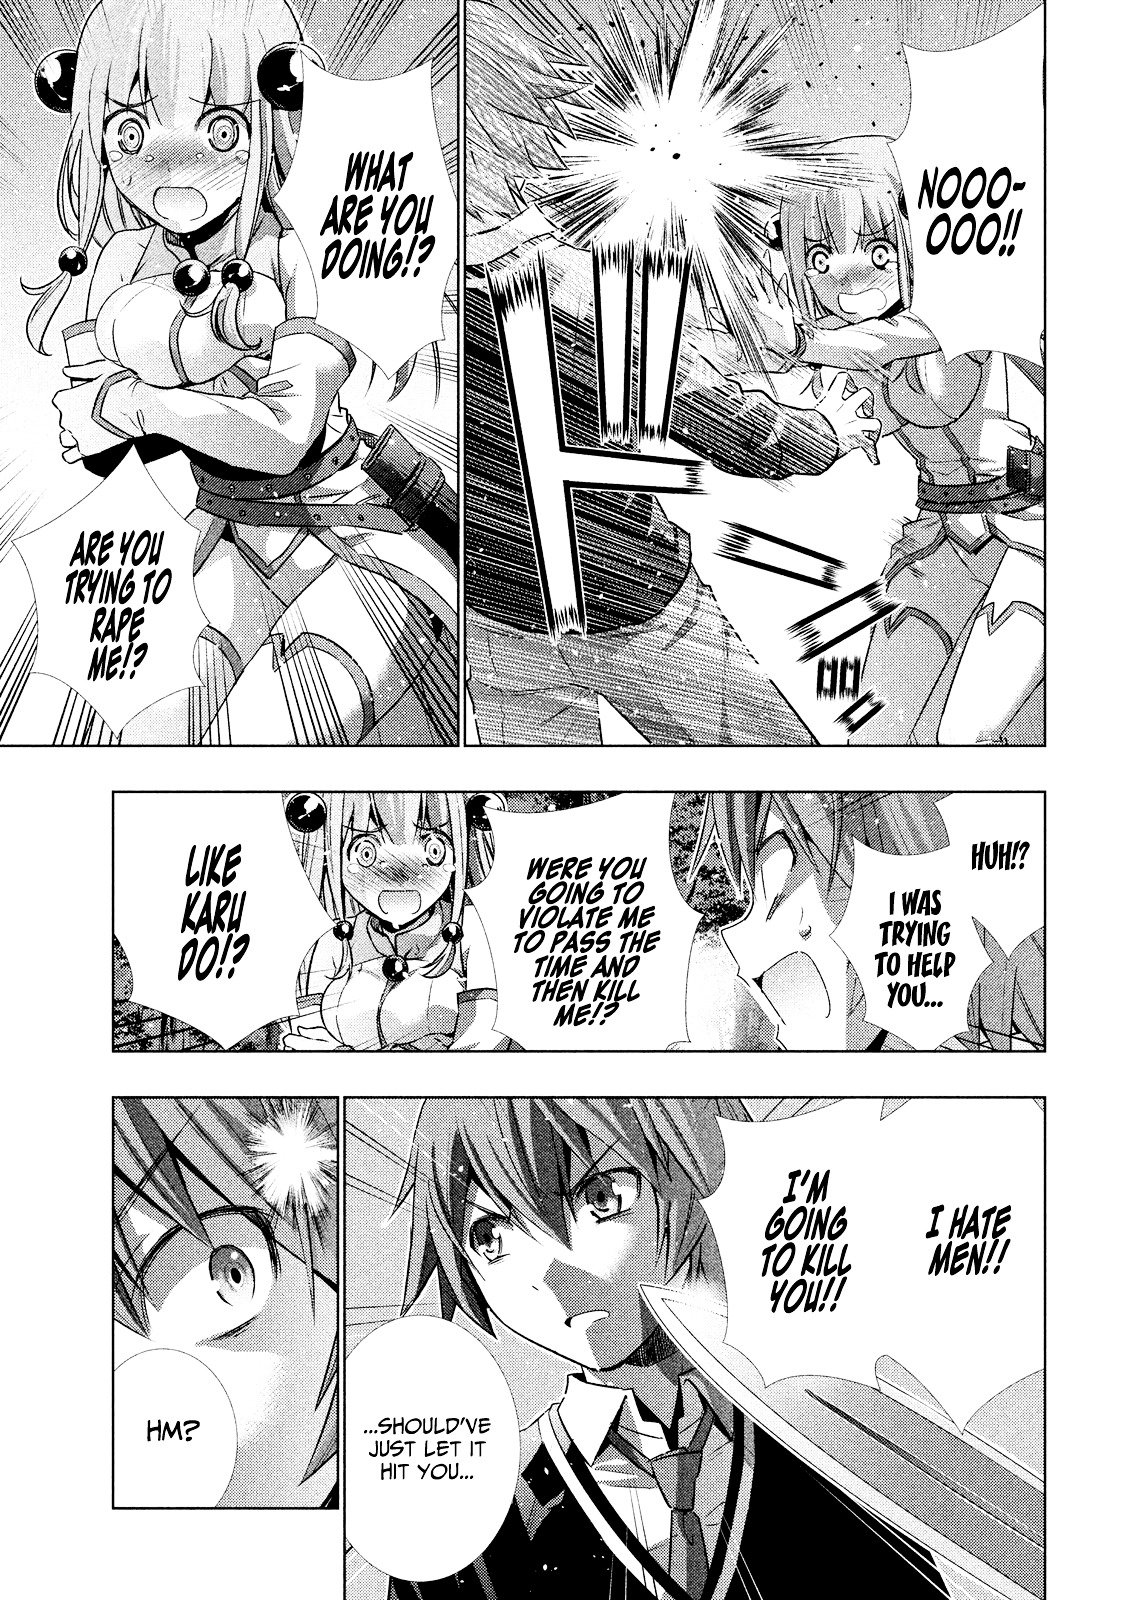 NOOO-
OOO!!
ドン
WHAT
ARE YOU
DOING!?
ARE YOU
TRYING TO
RAPE
ME!?
HUH!?
I WAS
TRYING
TO HELP
YOU...
WERE YOU
GOING TO
VIOLATE ME
TO PASS THE
TIME AND
THEN KILL
ME!?
LIKE
KARU
DO!?
I HATE
MEN!!
I'M
GOING
TO KILL
YOU!!
...SHOULD'VE
JUST LET IT
HIT YOU...
HM?